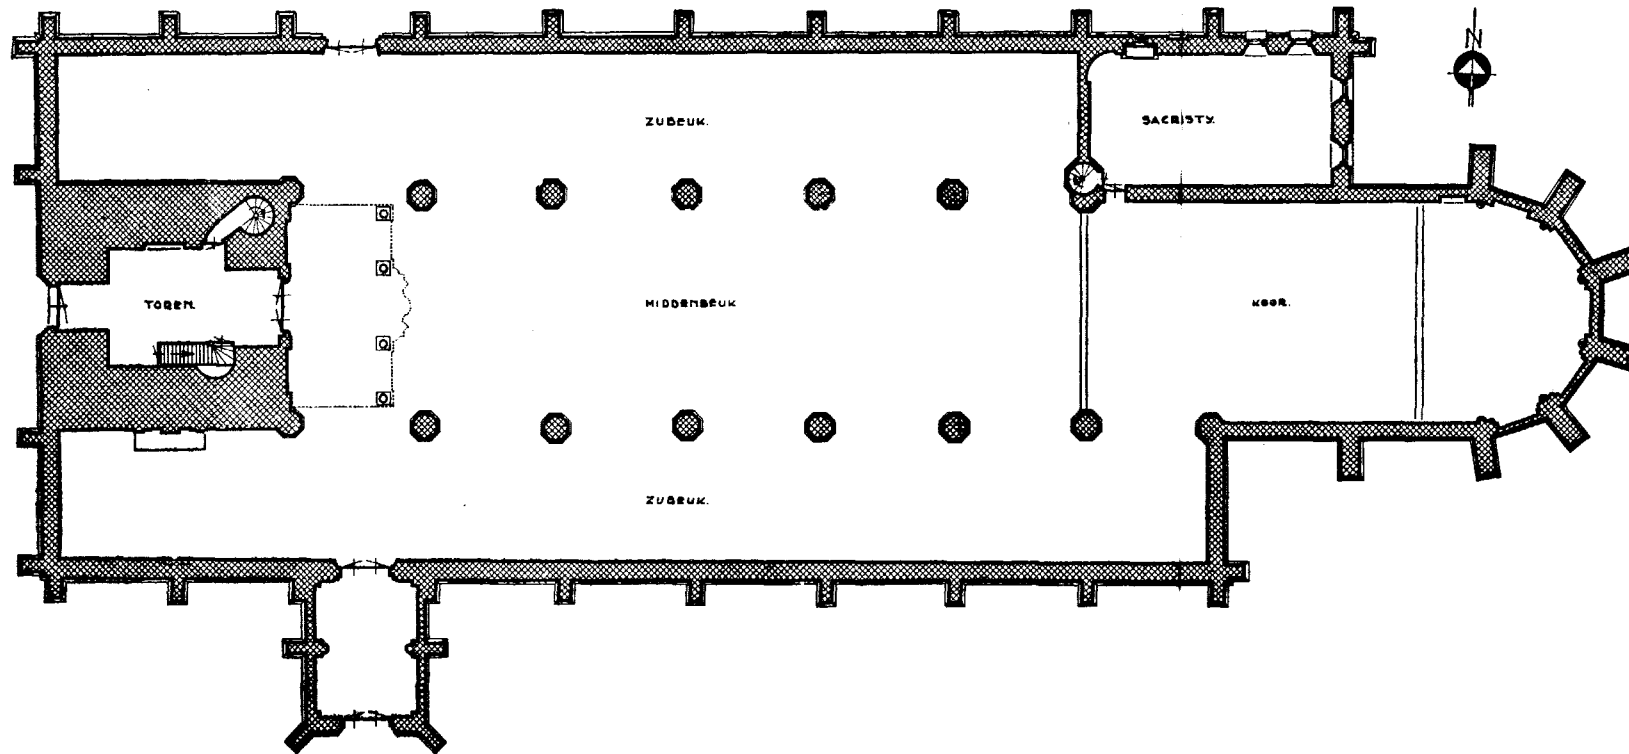 N
ZIJBEUK.
SACRISTY.
TOREN.
MIDDENBEUK
KOOR.
ZIJBEUK.